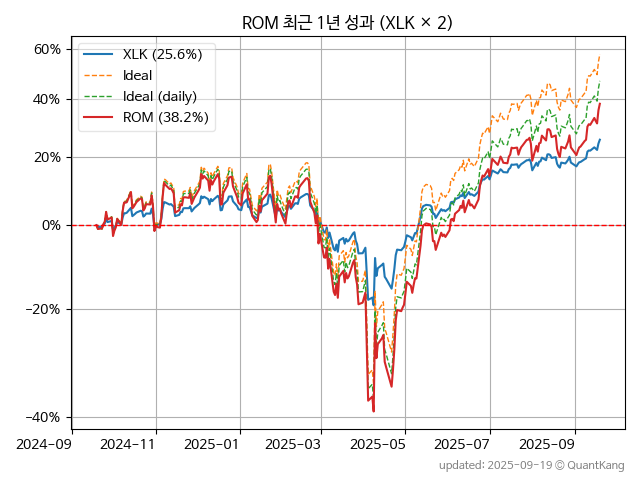 ROM 최근 1년 성과 (XLK × 2)
XLK (25.6%)
Ideal
Ideal (daily)
ROM (38.2%)
60%
40%
20%
0%
−20%
−40%
2024-09
2024-11
2025-01
2025-03
2025-05
2025-07
2025-09
updated: 2025-09-19 © QuantKang